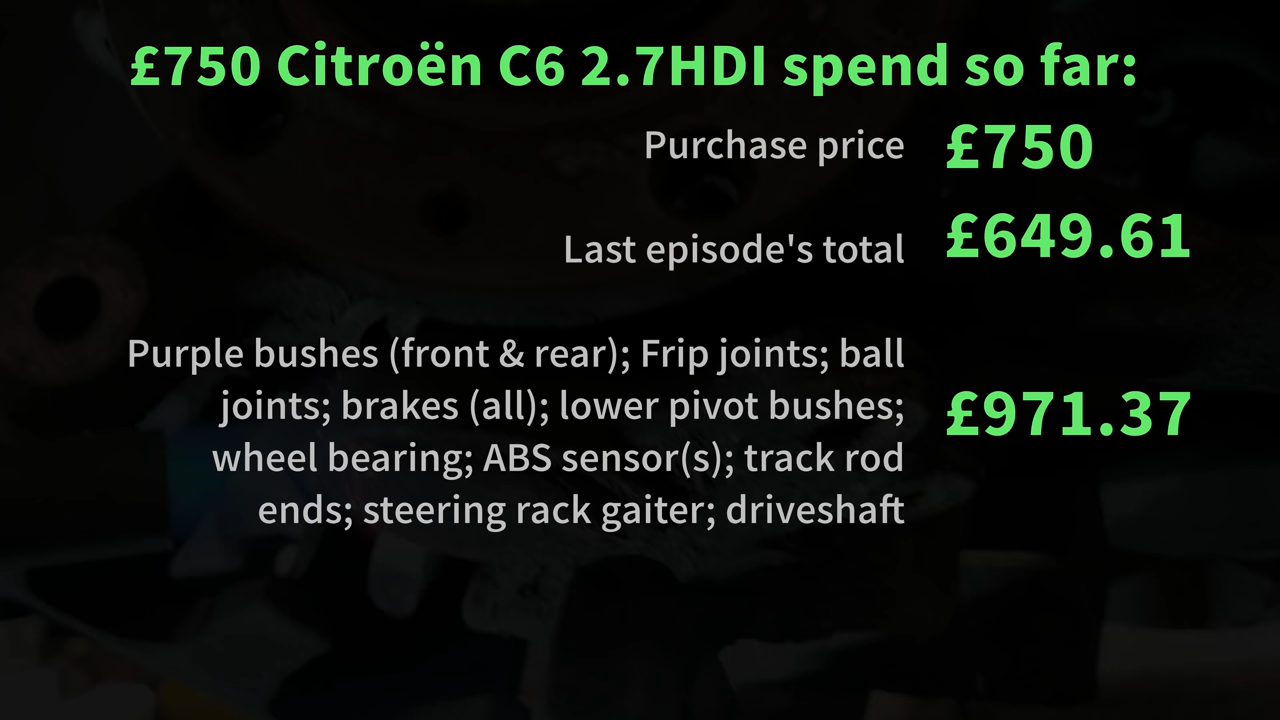 £750 Citroën C6 2.7HDI spend so far:
Purchase price £750
Last episode's total £649.61
Purple bushes (front & rear); Frip joints; ball
joints; brakes (all); lower pivot bushes;
wheel bearing; ABS sensor(s); track rod
ends; steering rack gaiter; driveshaft
£971.37